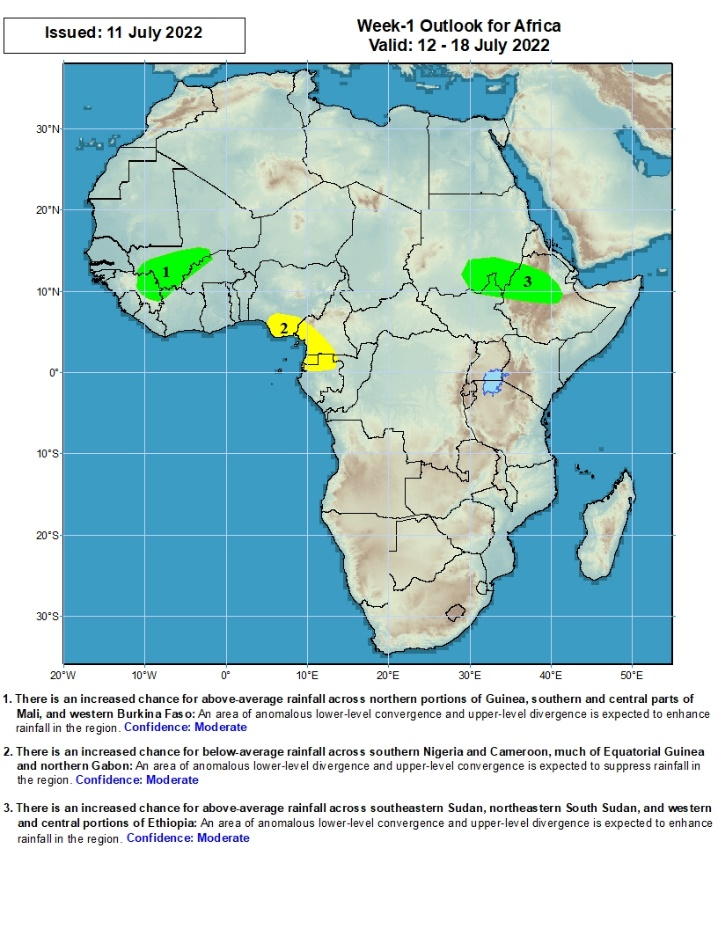 Issued: 11 July 2022
Week-1 Outlook for Africa
Valid: 12 - 18 July 2022
30°N
20°N
10°N
0°
10°S
20°S
30°S
1
2
3
20°W 10°W 0° 10°E 20°E 30°E 40°E 50°E
1. There is an increased chance for above-average rainfall across northern portions of Guinea, southern and central parts of
Mali, and western Burkina Faso: An area of anomalous lower-level convergence and upper-level divergence is expected to enhance
rainfall in the region. Confidence: Moderate
2. There is an increased chance for below-average rainfall across southern Nigeria and Cameroon, much of Equatorial Guinea
and northern Gabon: An area of anomalous lower-level divergence and upper-level convergence is expected to suppress rainfall in
the region. Confidence: Moderate
3. There is an increased chance for above-average rainfall across southeastern Sudan, northeastern South Sudan, and western
and central portions of Ethiopia: An area of anomalous lower-level convergence and upper-level divergence is expected to enhance
rainfall in the region. Confidence: Moderate